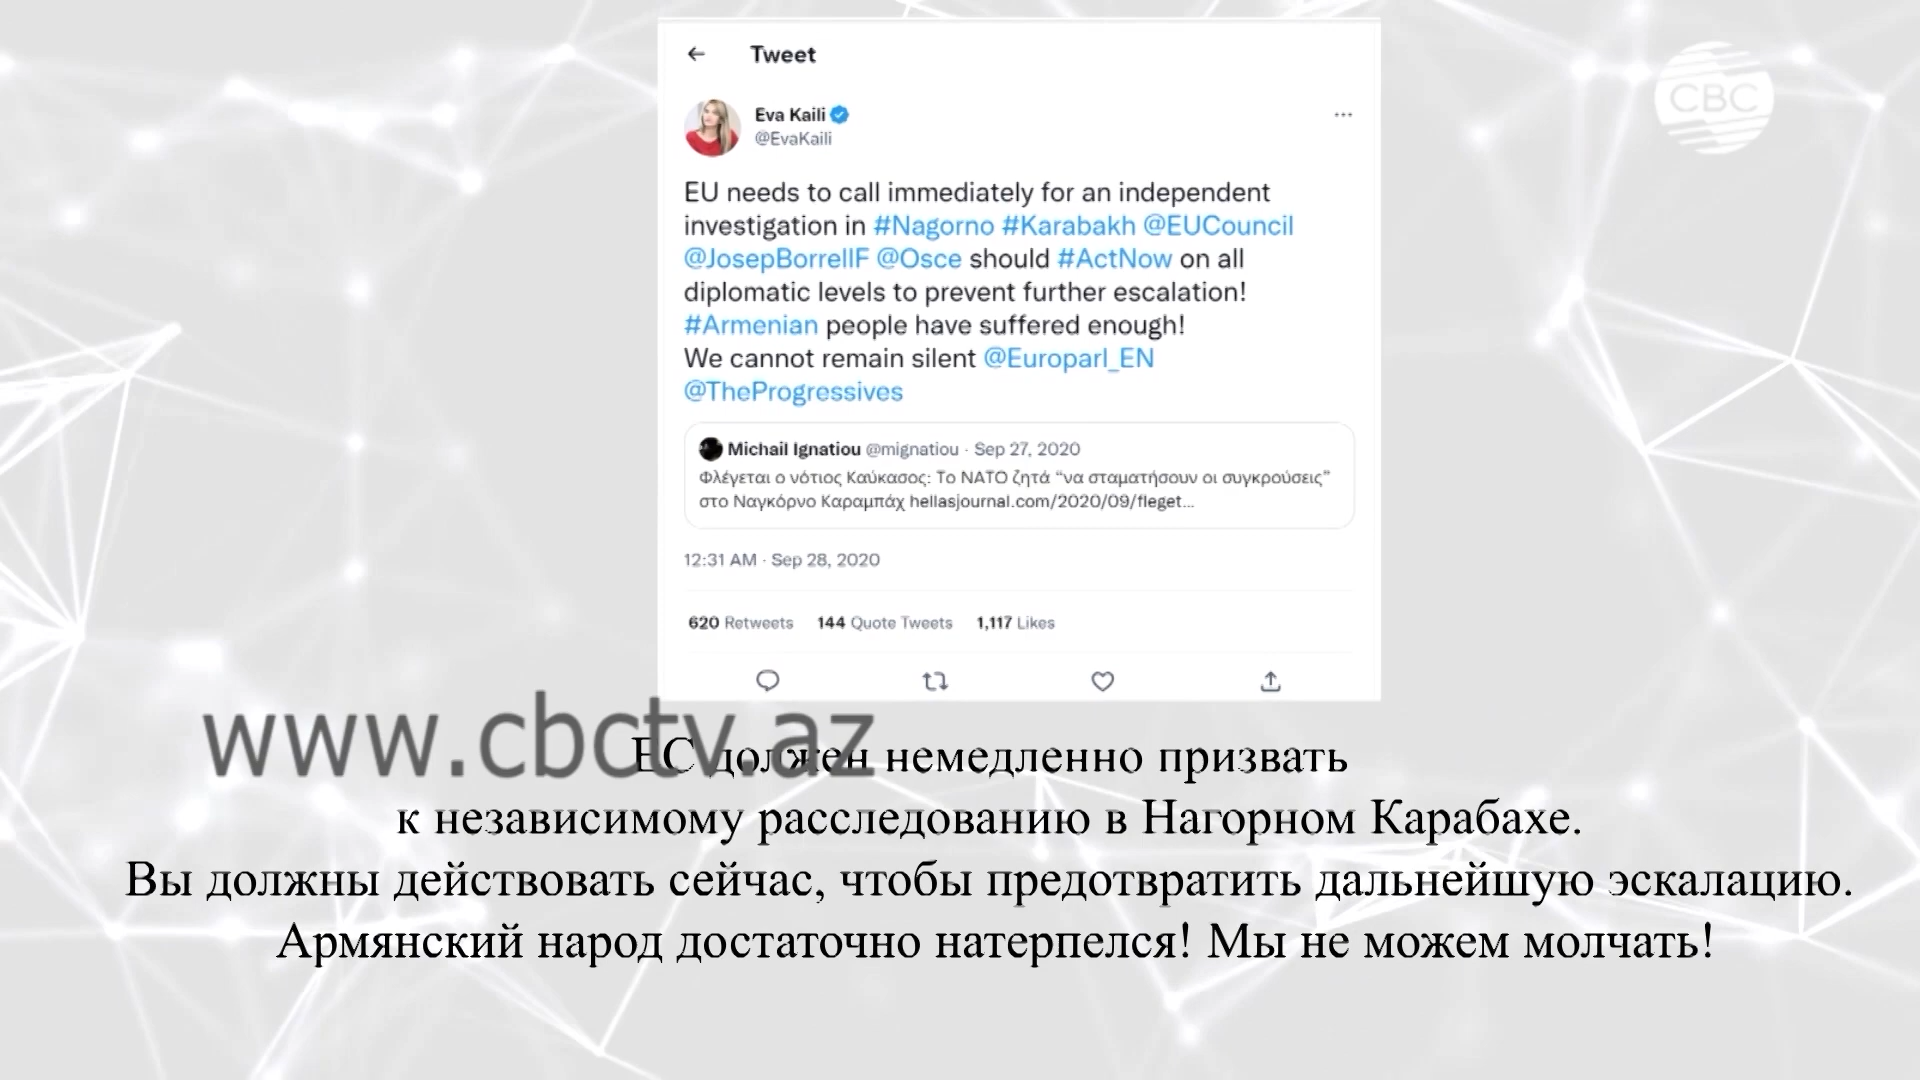 Tweet
CBC
Eva Kaili
@EvaKaili
EU needs to call immediately for an independent
investigation in #Nagorno #Karabakh @EUCouncil
@JosepBorrellF @Osce should #ActNow on all
diplomatic levels to prevent further escalation!
#Armenian people have suffered enough!
We cannot remain silent @Europarl_EN
@TheProgressives
Michail Ignatiou @mignatiou · Sep 27, 2020
Φλέγεται ο νότιος Καύκασος: Το ΝΑΤΟ ζητά “να σταματήσουν οι συγκρούσεις”
στο Ναγκόρνο Καραμπάχ hellasjournal.com/2020/09/fleget...
12:31 AM · Sep 28, 2020
620 Retweets 144 Quote Tweets 1,117 Likes
www.cbctv.az
ЕС должен немедленно призвать
к независимому расследованию в Нагорном Карабахе.
Вы должны действовать сейчас, чтобы предотвратить дальнейшую эскалацию.
Армянский народ достаточно натерпелся! Мы не можем молчать!